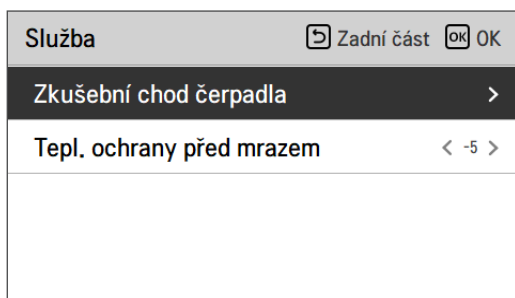 Služba Zadní část OK OK
Zkušební chod čerpadla >
Tepl. ochrany před mrazem < -5 >